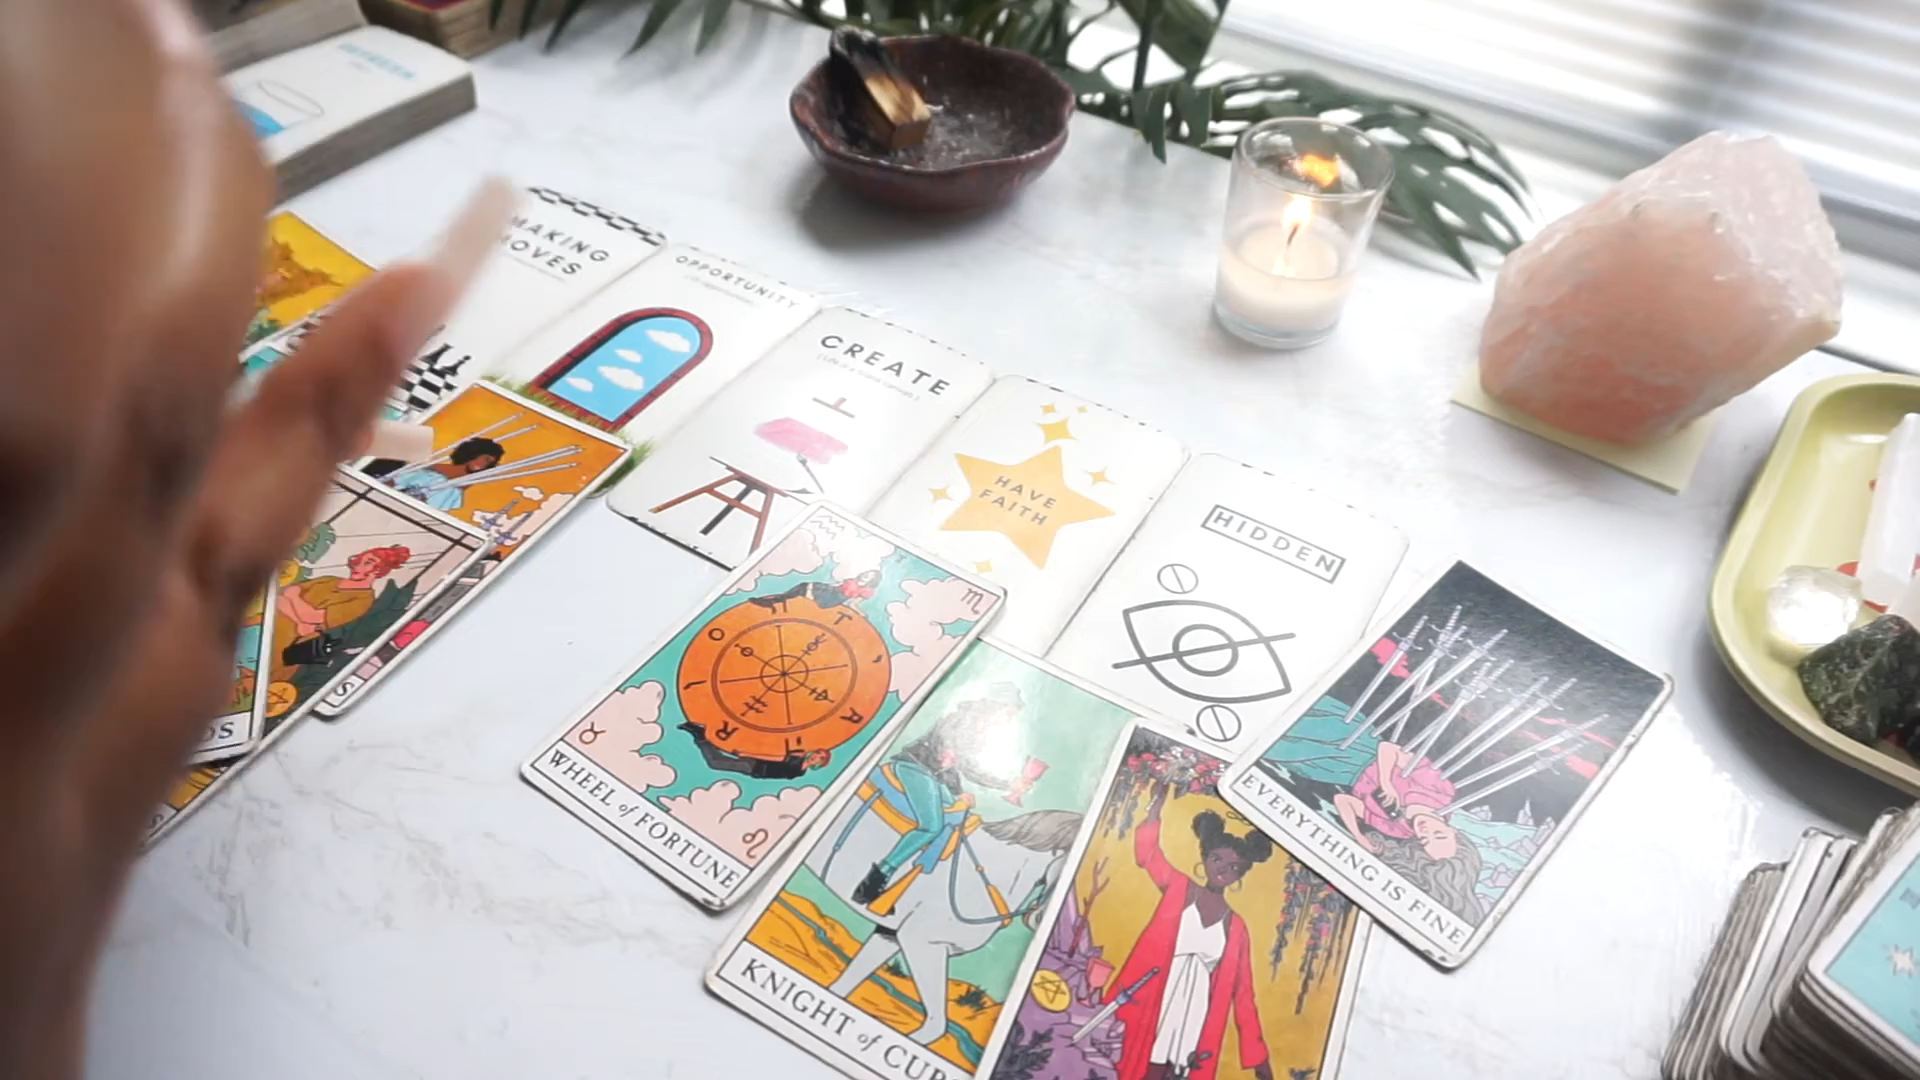 MAKING
MOVES
OPPORTUNITY
CREATE
HAVE
FAITH
HIDDEN
WHEEL of FORTUNE
KNIGHT of CUPS
EVERYTHING IS FINE